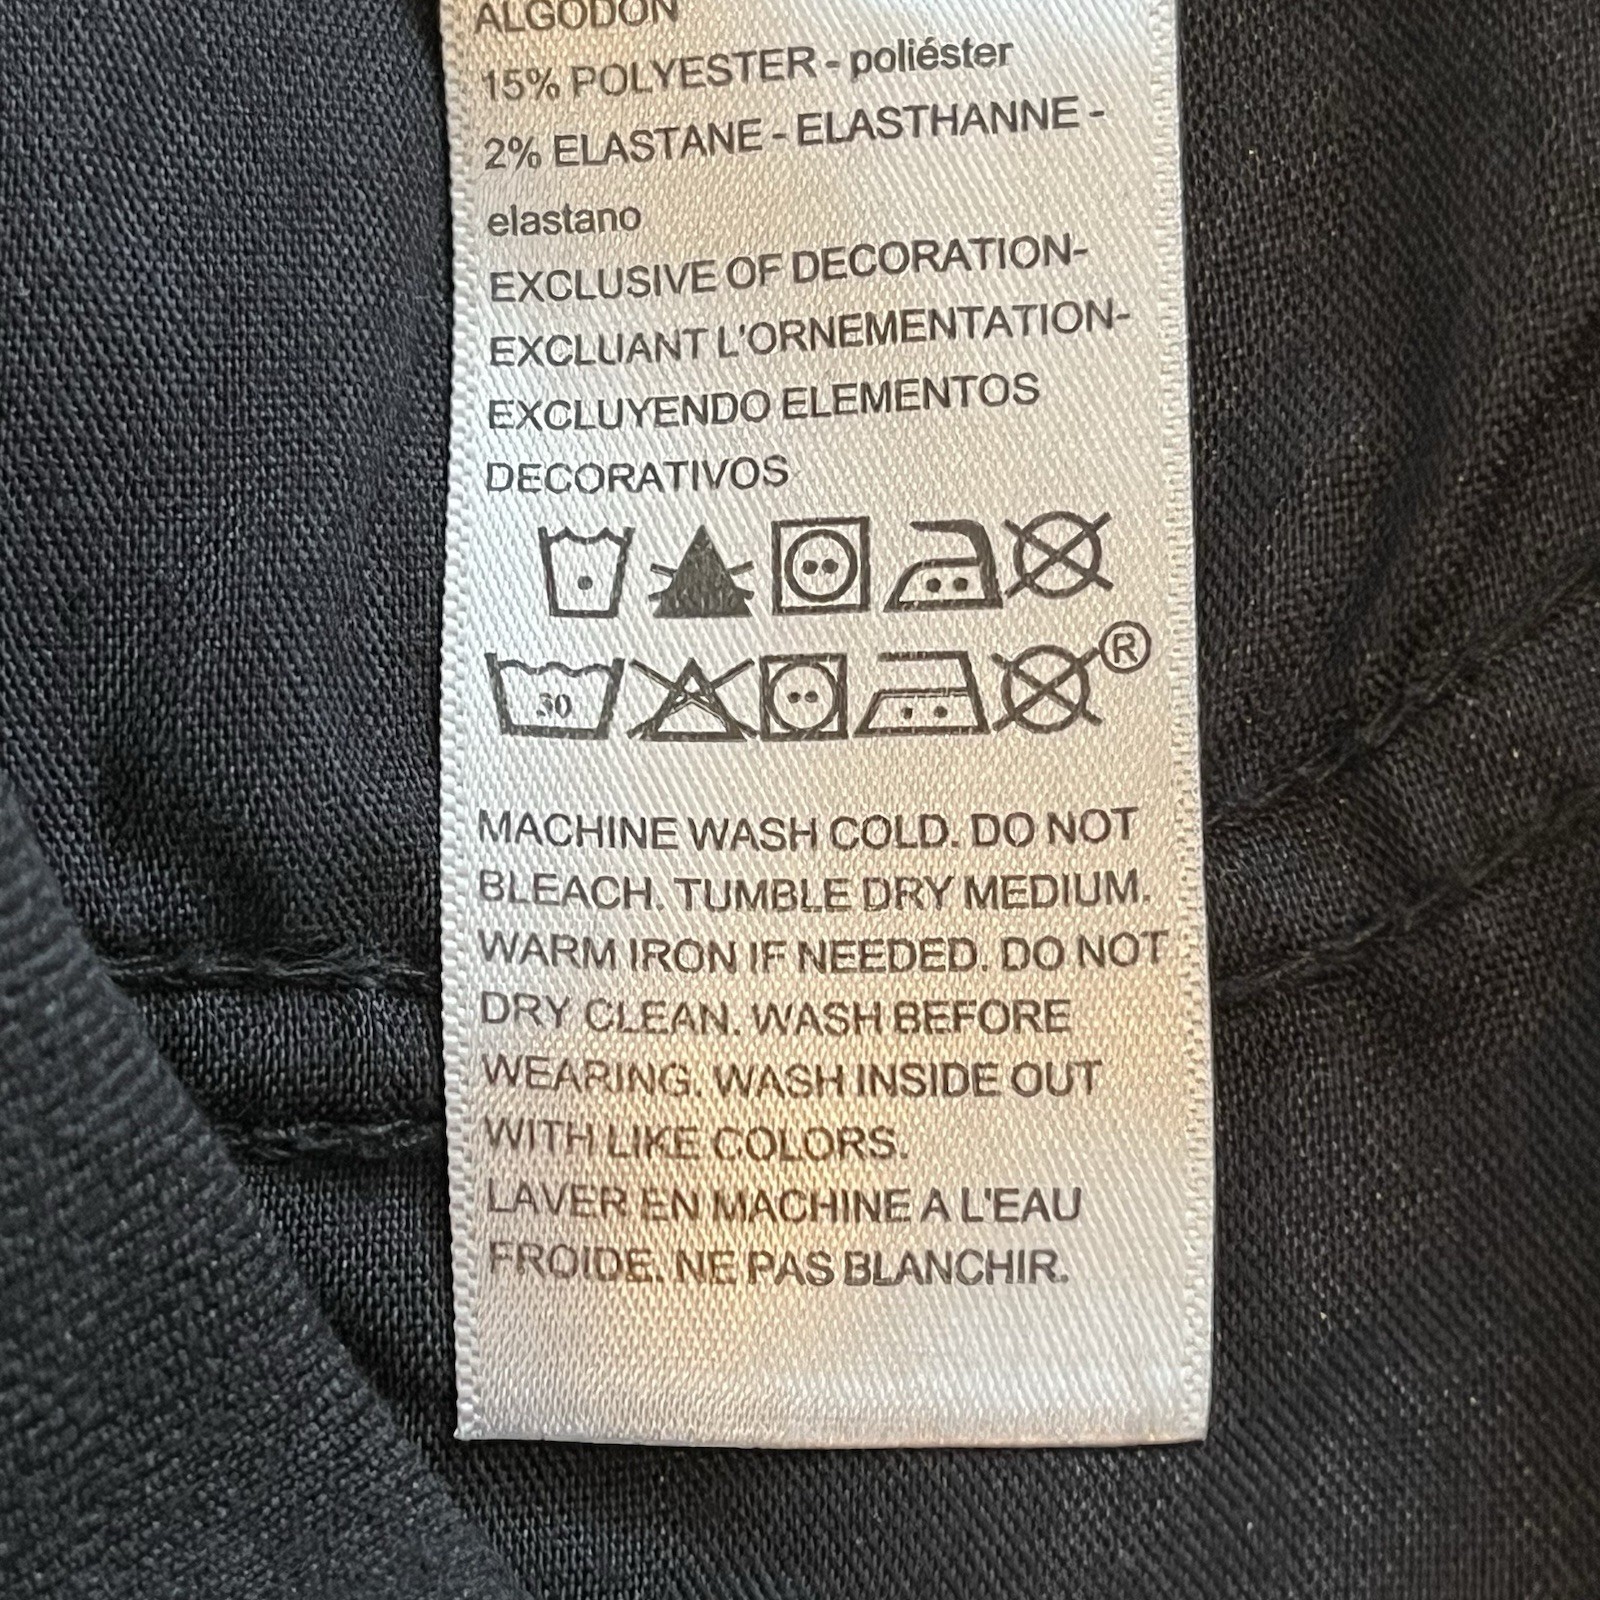 ALGODÓN
15% POLYESTER - poliéster
2% ELASTANE - ELASTHANNE -
elastano
EXCLUSIVE OF DECORATION-
EXCLUANT L'ORNEMENTATION-
EXCLUYENDO ELEMENTOS
DECORATIVOS
®
30
MACHINE WASH COLD. DO NOT
BLEACH. TUMBLE DRY MEDIUM.
WARM IRON IF NEEDED. DO NOT
DRY CLEAN. WASH BEFORE
WEARING. WASH INSIDE OUT
WITH LIKE COLORS.
LAVER EN MACHINE A L'EAU
FROIDE. NE PAS BLANCHIR.